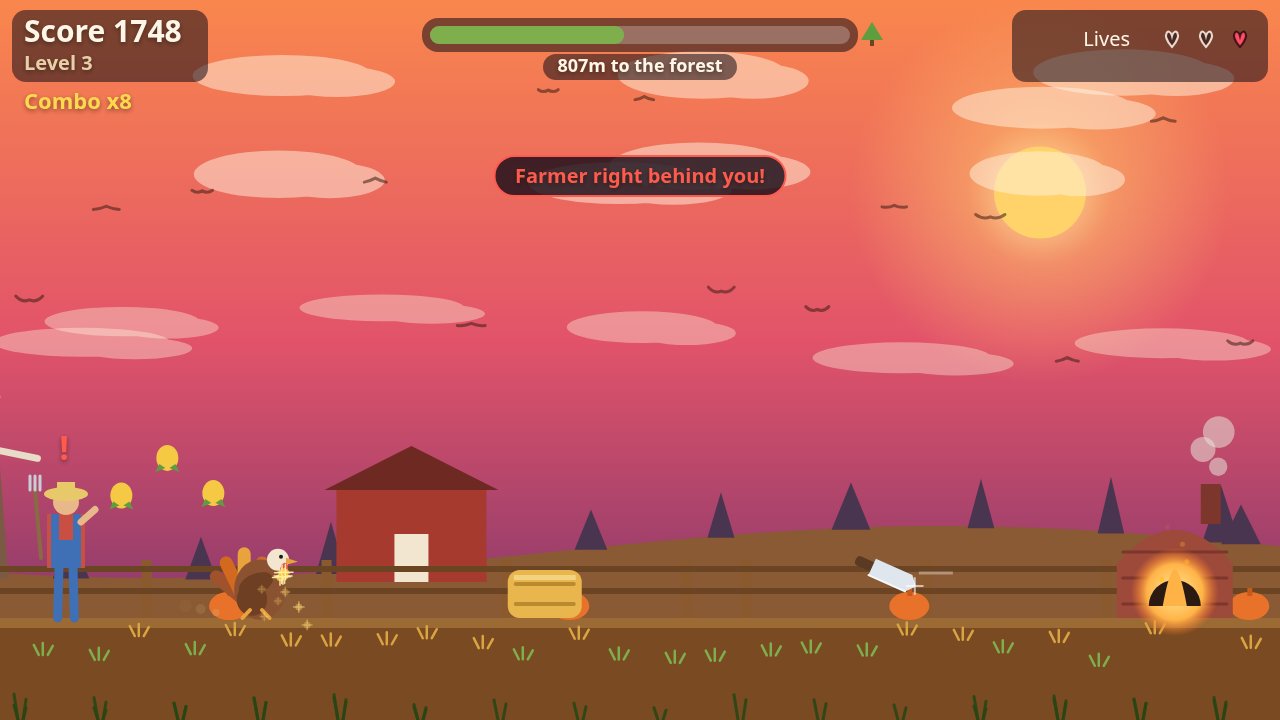 Score 1748
Level 3
Combo x8
807m to the forest
Lives
Farmer right behind you!
!